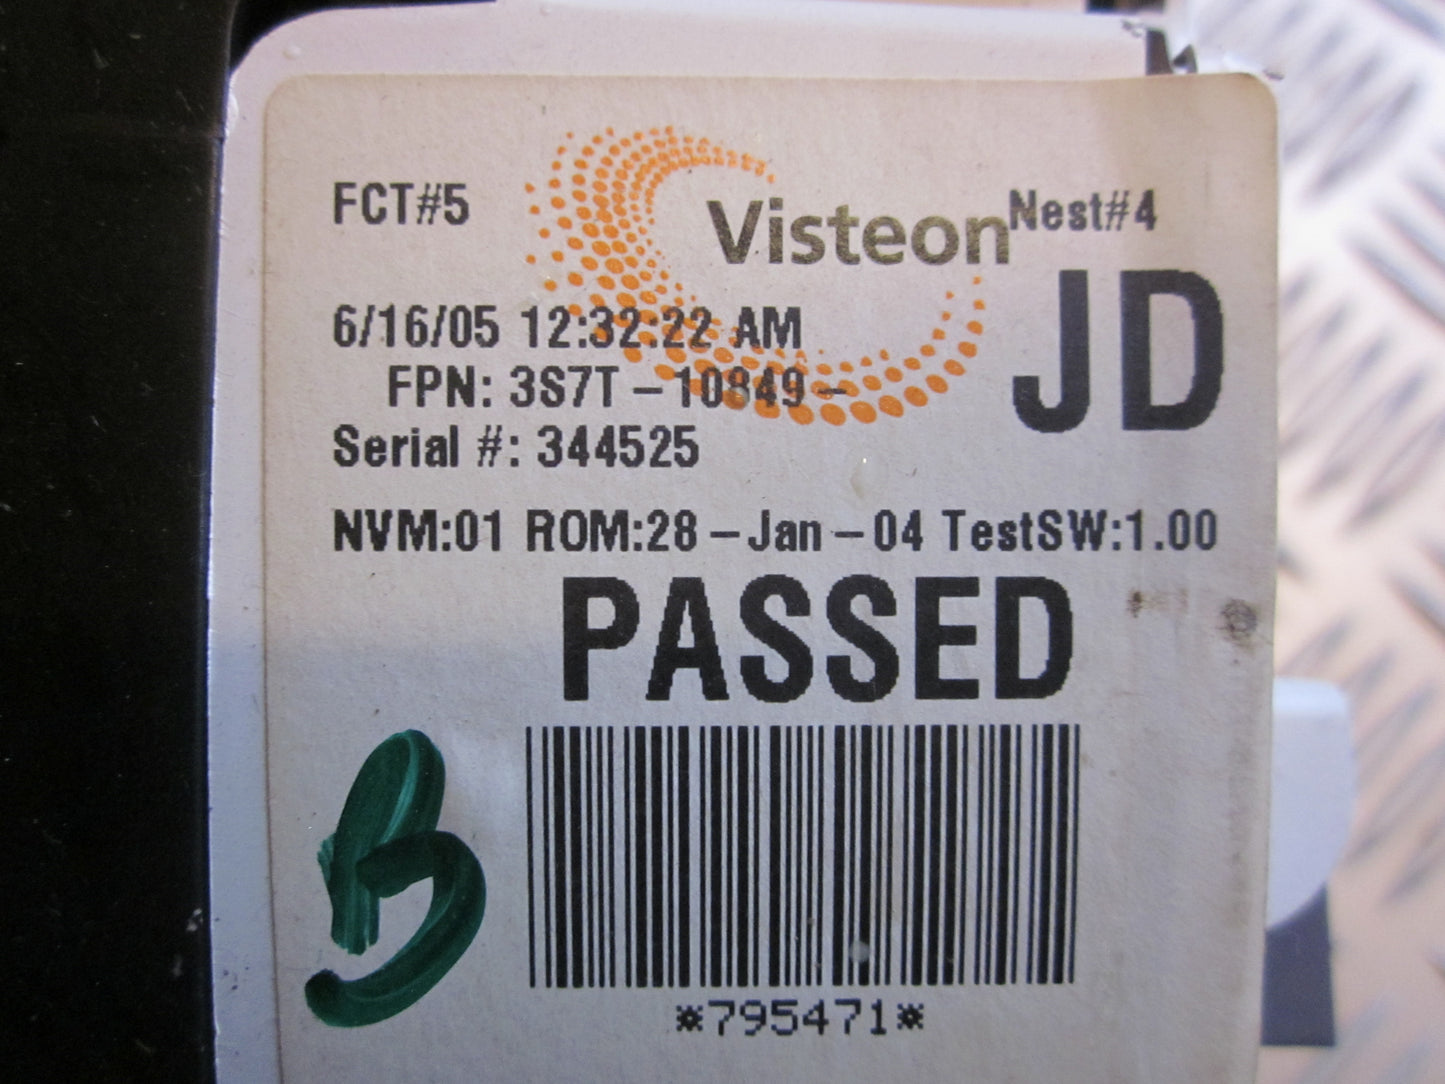 FCT#5 Visteon Nest#4
JD
6/16/05 12:32:22 AM
FPN: 3S7T-10849-
Serial #: 344525
NVM:01 ROM:28-Jan-04 TestSW:1.00
PASSED
B
*795471*